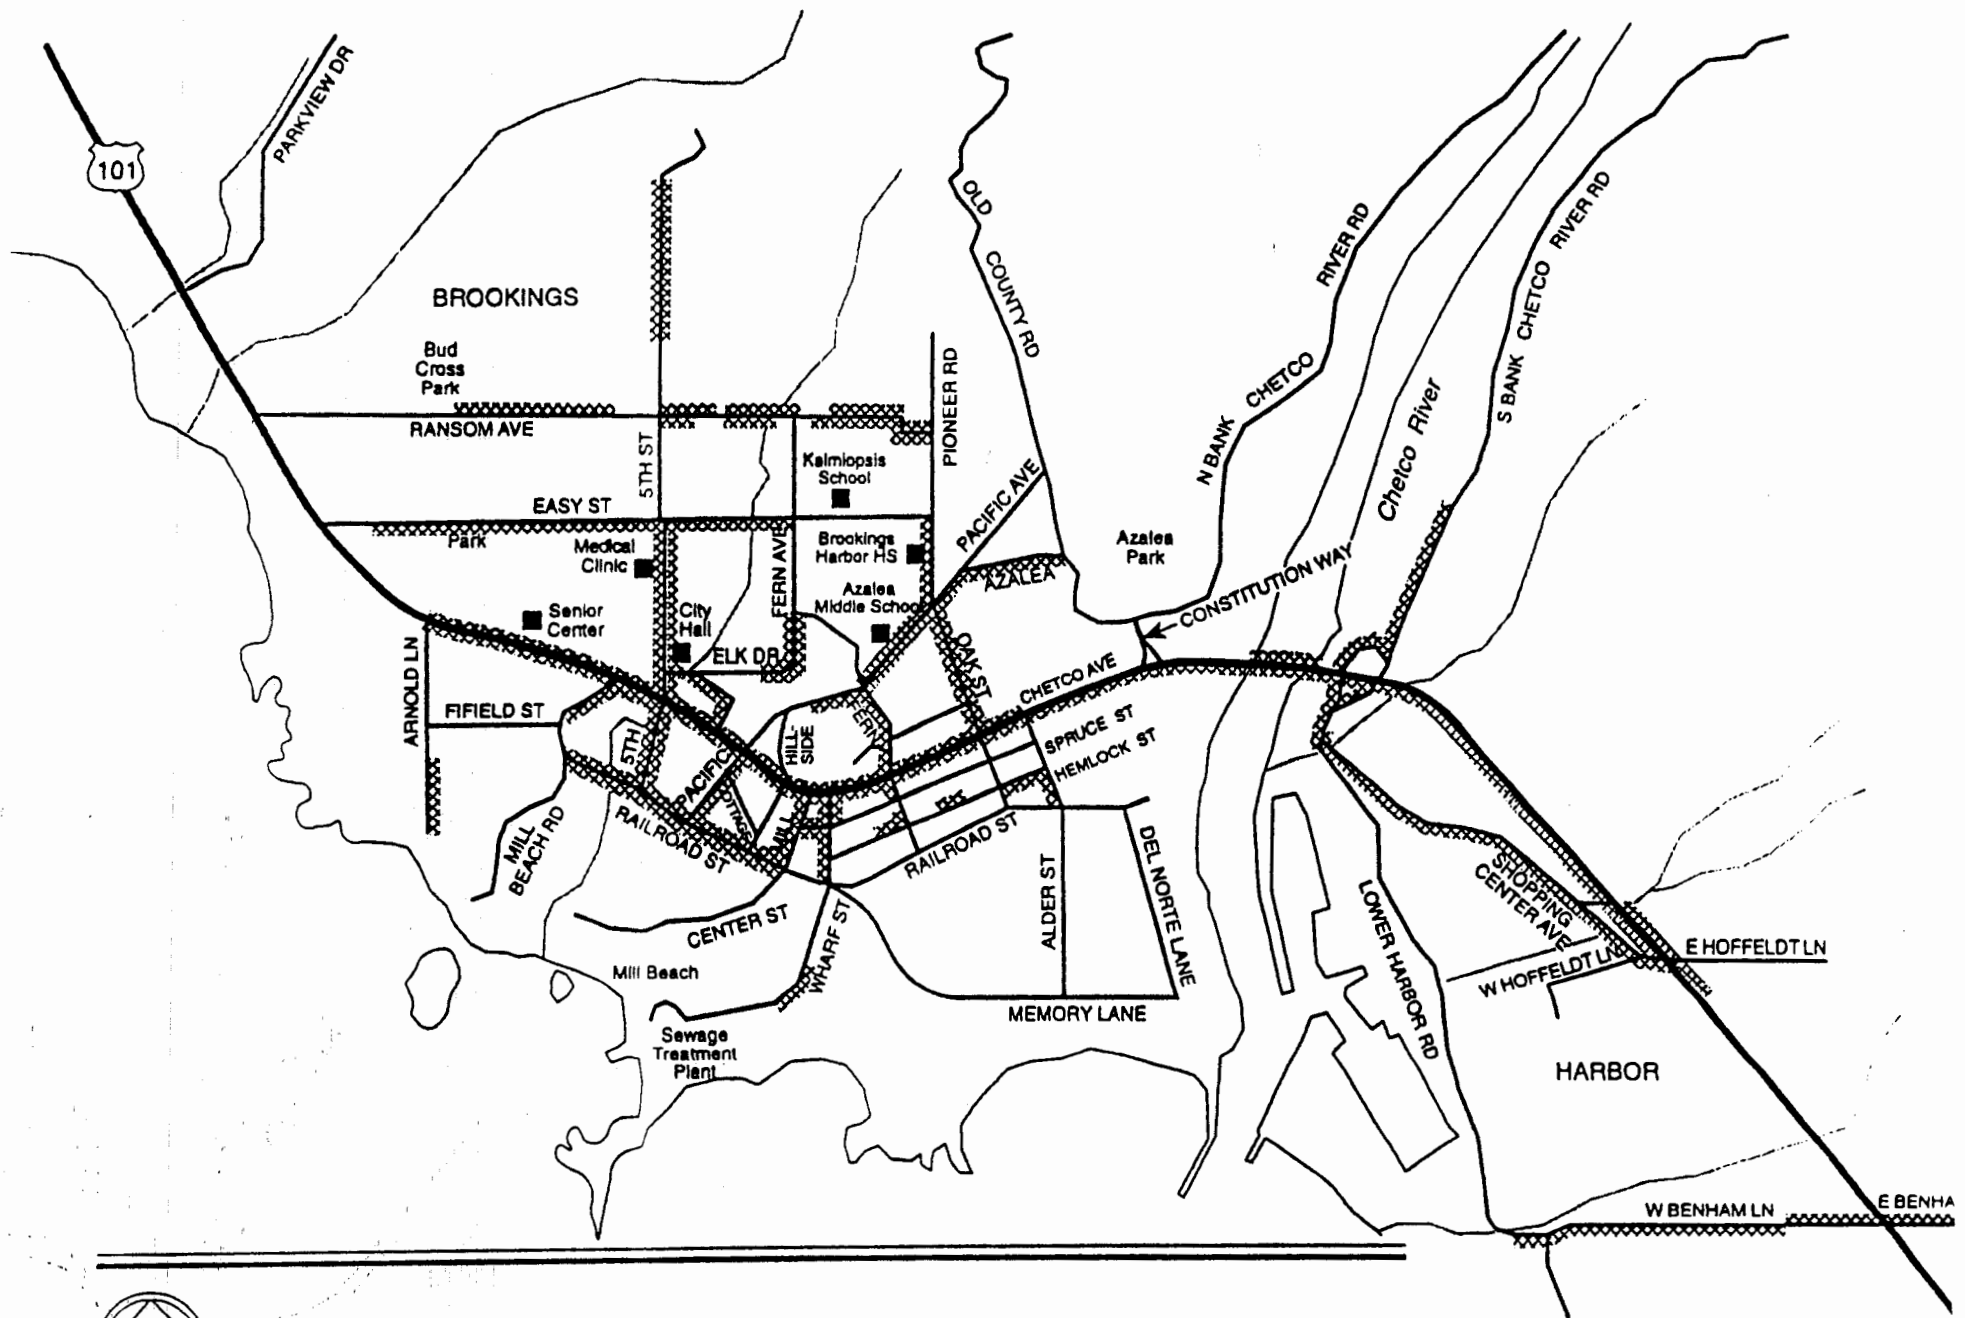 PARKVIEW DR
101
OLD
COUNTY RD
RIVER RD
CHETCO
N BANK
S BANK CHETCO RIVER RD
Chetco River
BROOKINGS
Bud
Cross
Park
RANSOM AVE
5TH ST
PIONEER RD
Kalmiopsis
School
EASY ST
Park
Medical
Clinic
FERN AVE
Brookings
Harbor HS
PACIFIC AVE
AZALEA
Azalea
Park
CONSTITUTION WAY
Azalea
Middle School
Senior
Center
City
Hall
ELK DR
OAK ST
CHETCO AVE
ARNOLD LN
FIFIELD ST
5TH
PACIFIC
HILL-
SIDE
FERN
SPRUCE ST
HEMLOCK ST
COTTAGE
MILL
RAILROAD ST
RAILROAD ST
MILL
BEACH RD
CENTER ST
WHARF ST
ALDER ST
DEL NORTE LANE
Mill Beach
MEMORY LANE
Sewage
Treatment
Plant
LOWER HARBOR RD
SHOPPING
CENTER AVE
W HOFFELDT LN
E HOFFELDT LN
HARBOR
W BENHAM LN
E BENHA